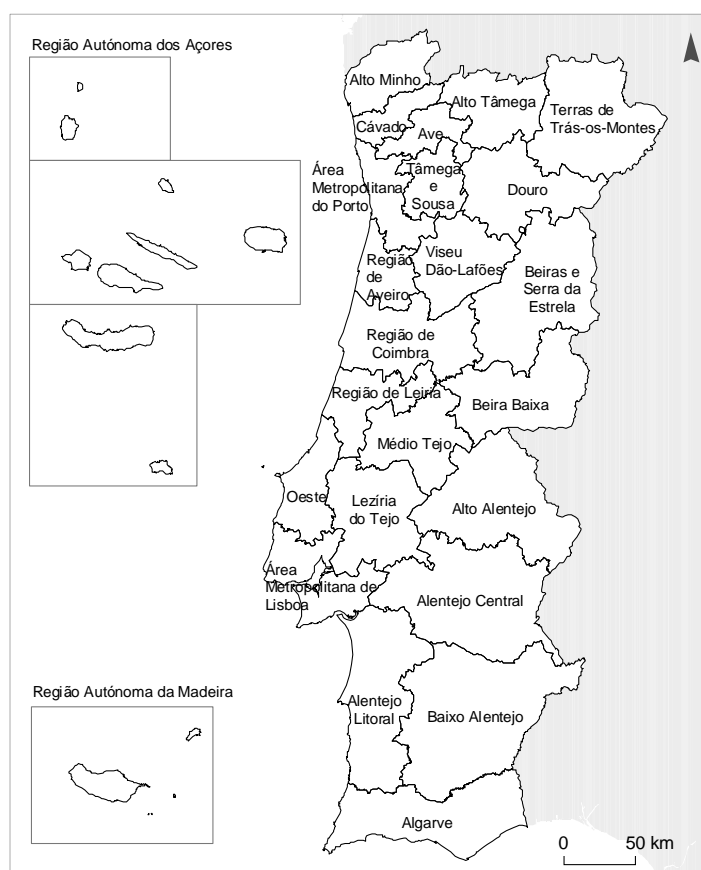 Região Autónoma dos Açores
Alto Minho
Alto Tâmega
Terras de
Trás-os-Montes
Cávado
Ave
Área
Metropolitana
do Porto
Tâmega
e
Sousa
Douro
Viseu
Dão-Lafões
Região
de
Aveiro
Beiras e
Serra da
Estrela
Região de
Coimbra
Região de Leiria
Beira Baixa
Médio Tejo
Oeste
Lezíria
do Tejo
Alto Alentejo
Área
Metropolitana de
Lisboa
Alentejo Central
Região Autónoma da Madeira
Alentejo
Litoral
Baixo Alentejo
Algarve
0 50 km